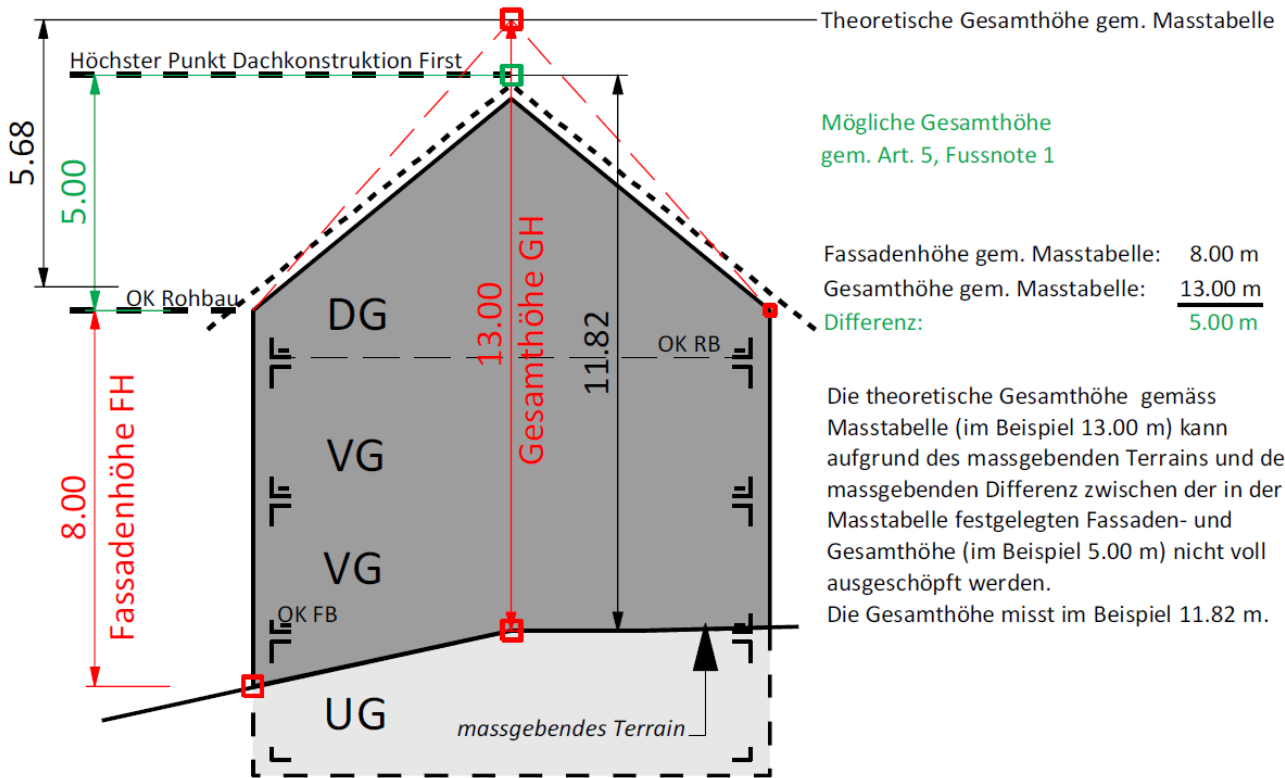 Theoretische Gesamthöhe gem. Masstabelle
Höchster Punkt Dachkonstruktion First
5.68
5.00
Mögliche Gesamthöhe
gem. Art. 5, Fussnote 1
Fassadenhöhe gem. Masstabelle: 8.00 m
Gesamthöhe gem. Masstabelle: 13.00 m
Differenz: 5.00 m
OK Rohbau
DG
OK RB
13.00
Gesamthöhe GH
11.82
8.00
Fassadenhöhe FH
VG
VG
OK FB
UG
massgebendes Terrain
Die theoretische Gesamthöhe gemäss
Masstabelle (im Beispiel 13.00 m) kann
aufgrund des massgebenden Terrains und de
massgebenden Differenz zwischen der in der
Masstabelle festgelegten Fassaden- und
Gesamthöhe (im Beispiel 5.00 m) nicht voll
ausgeschöpft werden.
Die Gesamthöhe misst im Beispiel 11.82 m.